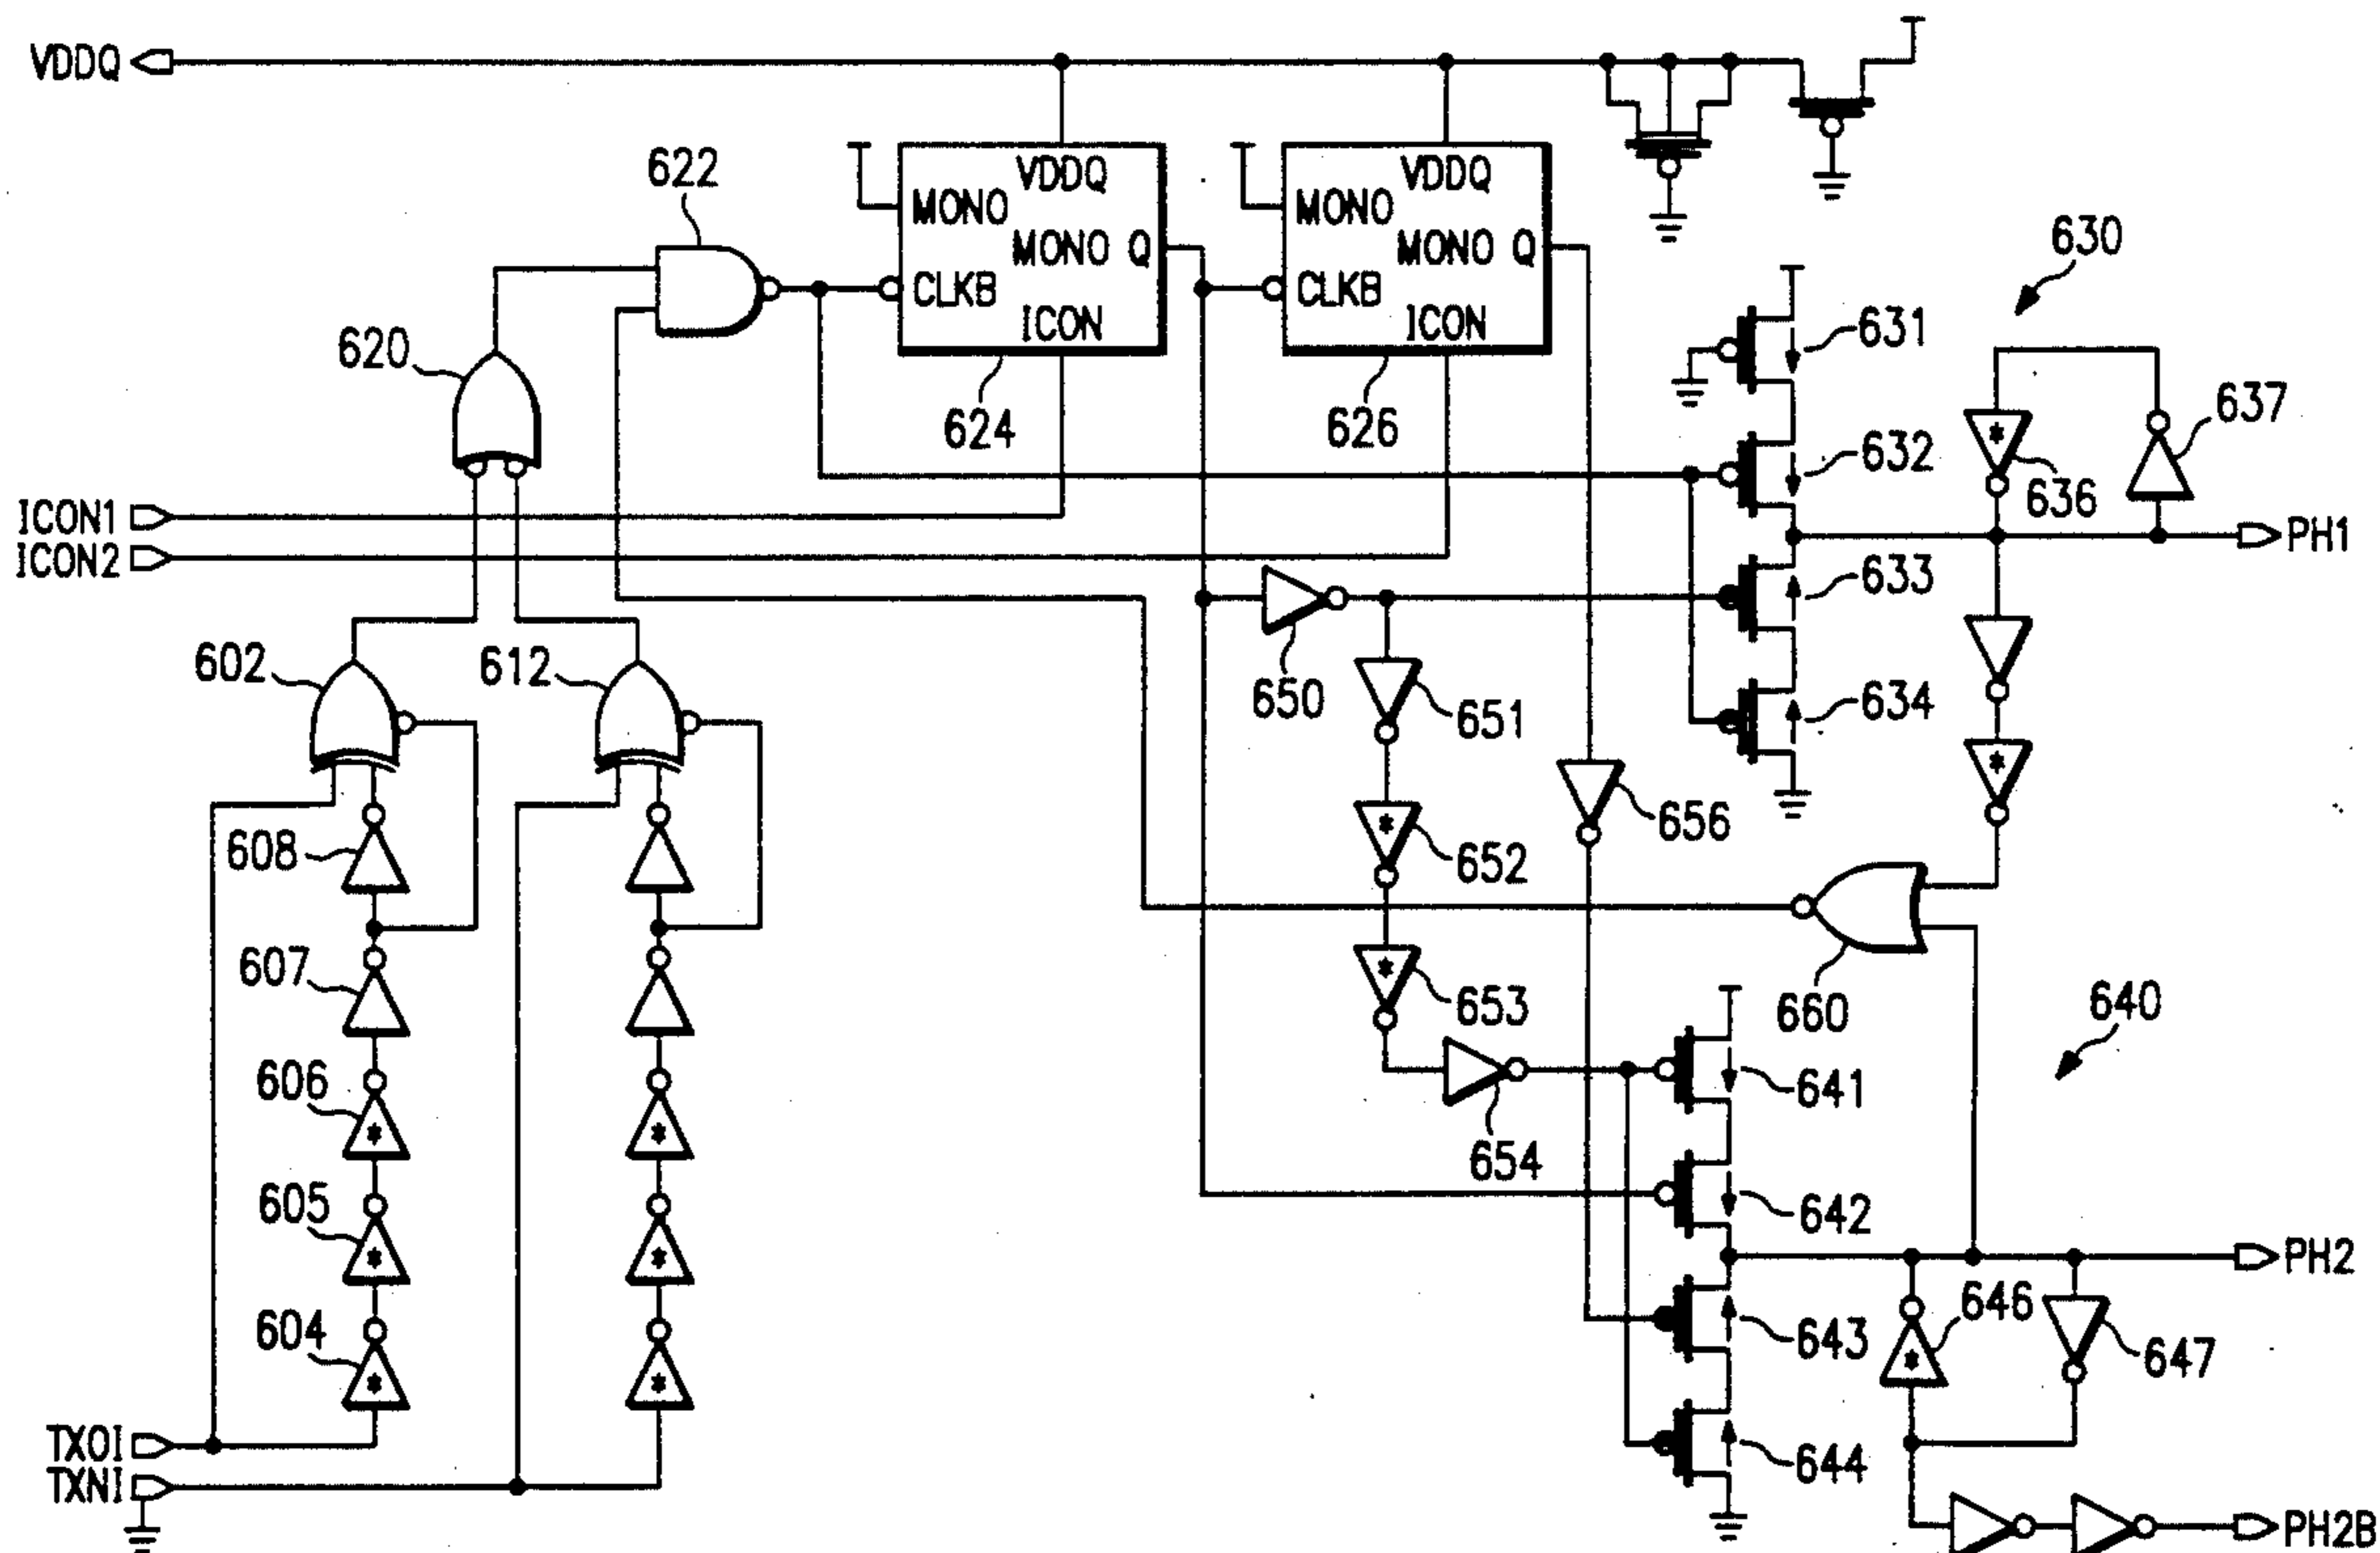 VDDQ
622
VDDQ
MONO
MONO Q
CLKB
ICON
VDDQ
MONO
MONO Q
CLKB
ICON
630
620
624
626
631
637
632
636
ICON1
PH1
ICON2
633
602
612
650
651
634
608
656
652
607
653
660
640
606
641
654
605
642
PH2
604
643
646
647
TXOI
644
TXNI
PH2B